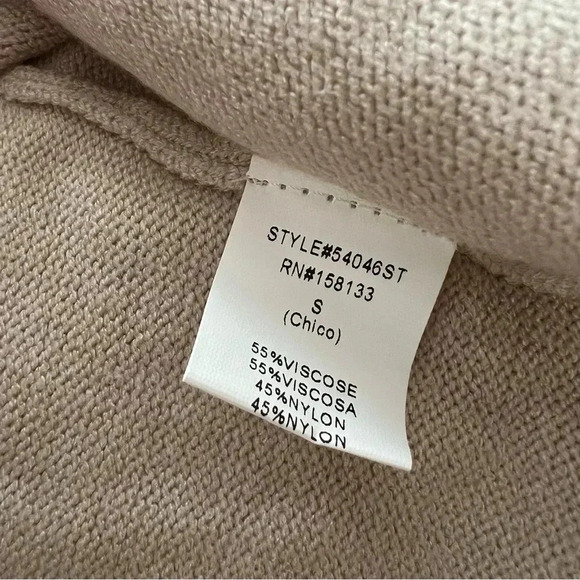 STYLE#54046ST
RN#158133
S
(Chico)
55%VISCOSE
55%VISCOSA
45%NYLON
45%NYLON